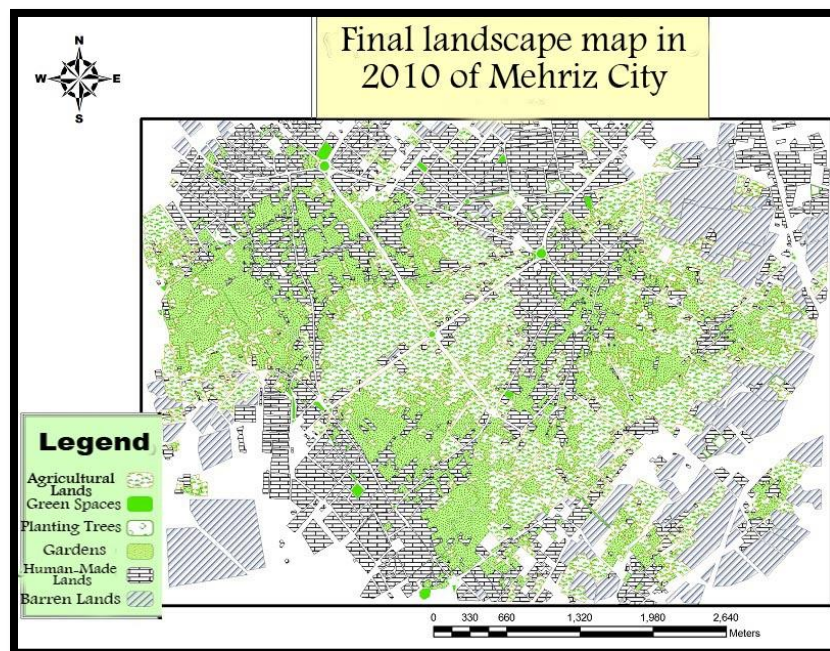 Final landscape map in
2010 of Mehriz City
N
W E
S
Legend
Agricultural
Lands
Green Spaces
Planting Trees
Gardens
Human-Made
Lands
Barren Lands
0 330 660 1,320 1,980 2,640
Meters